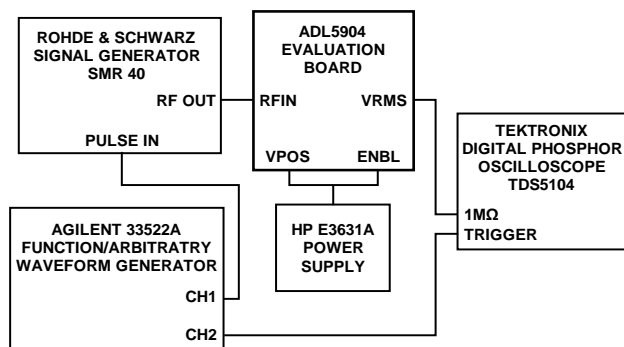 ROHDE & SCHWARZ
SIGNAL GENERATOR
SMR 40
RF OUT
PULSE IN
ADL5904
EVALUATION
BOARD
RFIN
VRMS
VPOS
ENBL
TEKTRONIX
DIGITAL PHOSPHOR
OSCILLOSCOPE
TDS5104
1MΩ
TRIGGER
AGILENT 33522A
FUNCTION/ARBITRATRY
WAVEFORM GENERATOR
CH1
CH2
HP E3631A
POWER
SUPPLY